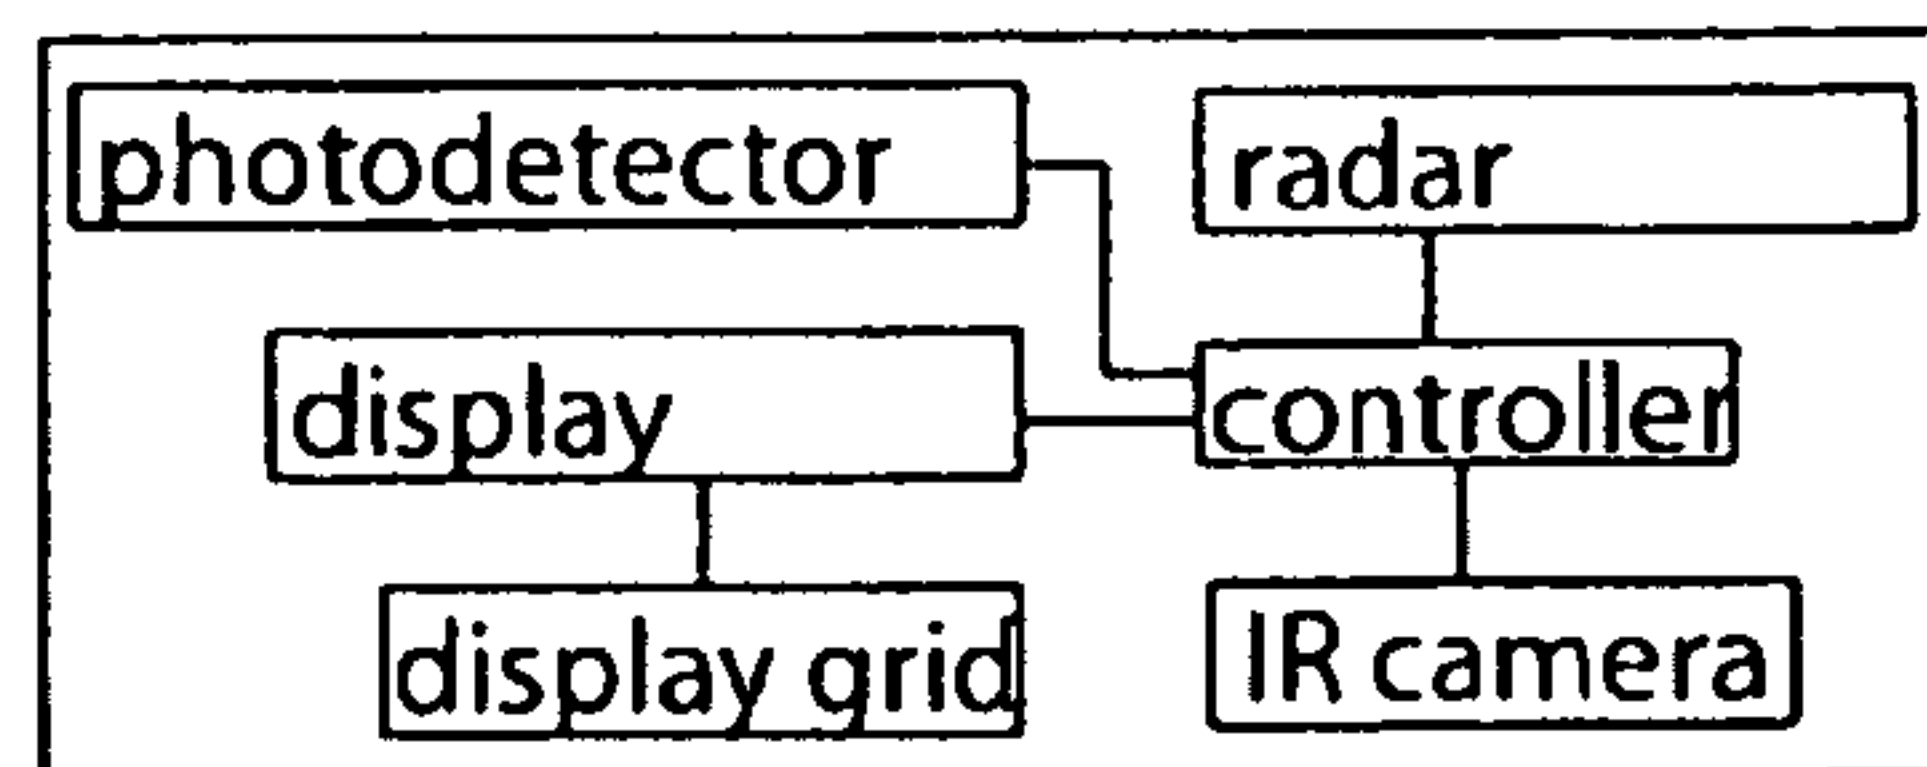 photodetector
radar
display
controller
display grid
IR camera